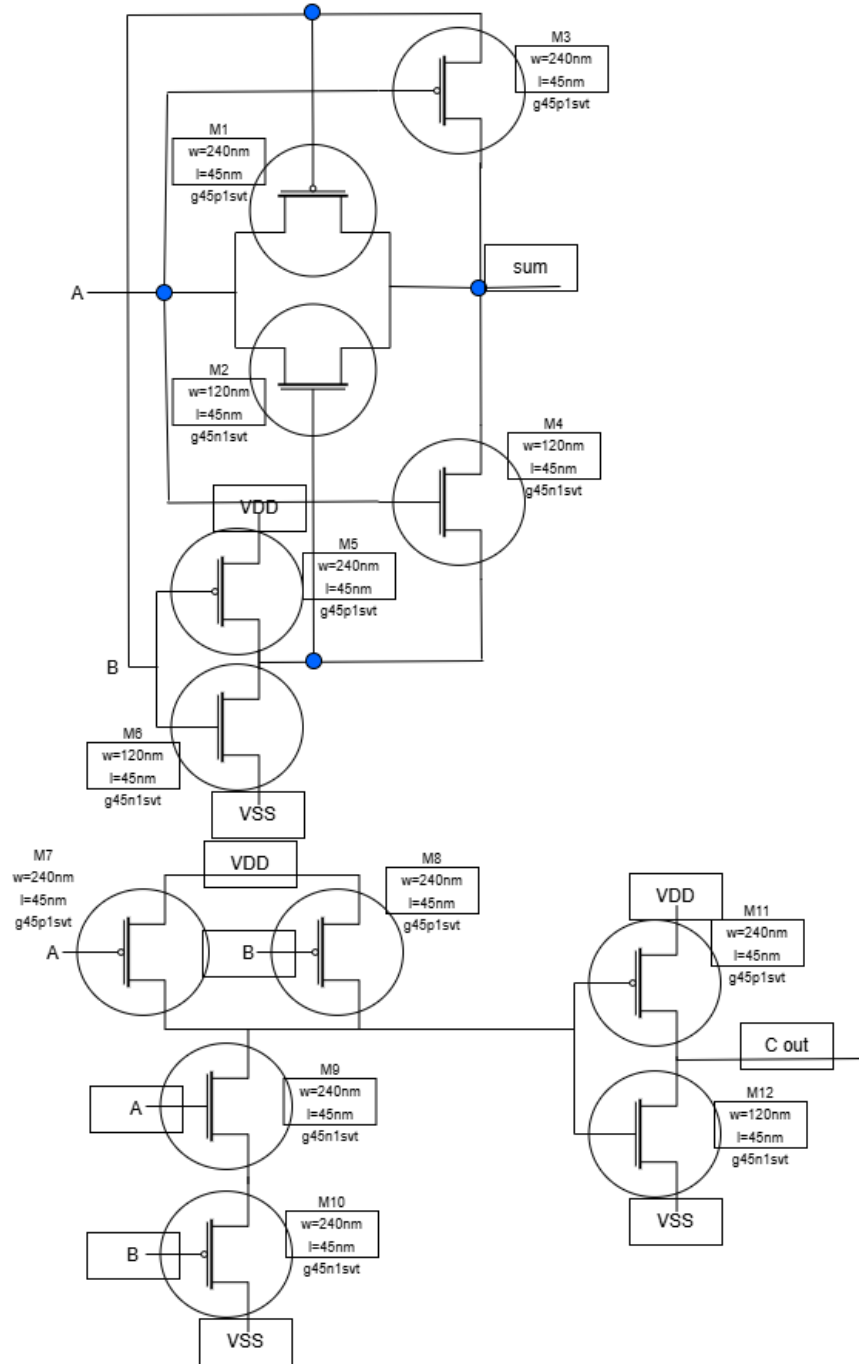 M3
w=240nm
l=45nm
g45p1svt
M1
w=240nm
l=45nm
g45p1svt
sum
A
M2
w=120nm
l=45nm
g45n1svt
M4
w=120nm
l=45nm
g45n1svt
VDD
M5
w=240nm
l=45nm
g45p1svt
B
M6
w=120nm
l=45nm
g45n1svt
VSS
VDD
M7
w=240nm
l=45nm
g45p1svt
A
M8
w=240nm
l=45nm
g45p1svt
B
VDD
M11
w=240nm
l=45nm
g45p1svt
C out
M9
w=240nm
l=45nm
g45n1svt
A
M12
w=120nm
l=45nm
g45n1svt
VSS
M10
w=240nm
l=45nm
g45n1svt
B
VSS